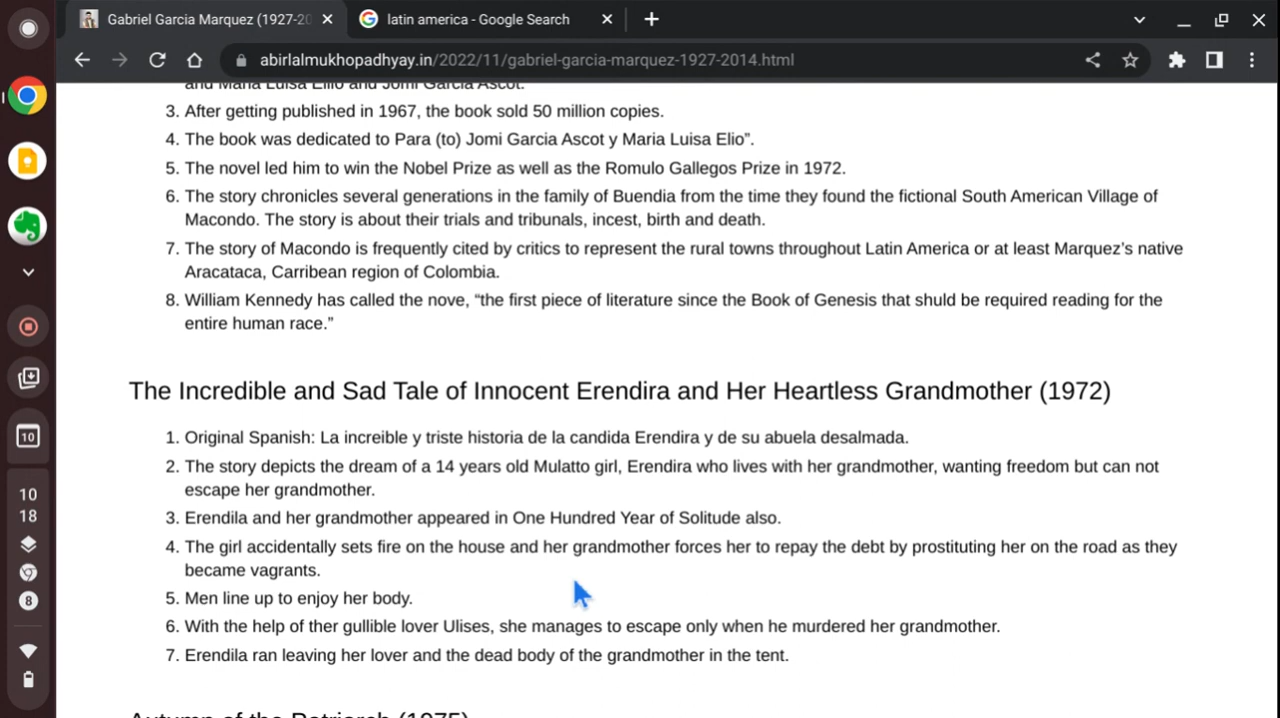 Gabriel Garcia Marquez (1927-20
latin america - Google Search
abirlalmukhopadhyay.in/2022/11/gabriel-garcia-marquez-1927-2014.html
and Maria Luisa Elilo and Jomi Garcia Ascot.
3. After getting published in 1967, the book sold 50 million copies.
4. The book was dedicated to Para (to) Jomi Garcia Ascot y Maria Luisa Elio”.
5. The novel led him to win the Nobel Prize as well as the Romulo Gallegos Prize in 1972.
6. The story chronicles several generations in the family of Buendia from the time they found the fictional South American Village of
Macondo. The story is about their trials and tribunals, incest, birth and death.
7. The story of Macondo is frequently cited by critics to represent the rural towns throughout Latin America or at least Marquez’s native
Aracataca, Carribean region of Colombia.
8. William Kennedy has called the nove, “the first piece of literature since the Book of Genesis that shuld be required reading for the
entire human race.”
The Incredible and Sad Tale of Innocent Erendira and Her Heartless Grandmother (1972)
1. Original Spanish: La increible y triste historia de la candida Erendira y de su abuela desalmada.
2. The story depicts the dream of a 14 years old Mulatto girl, Erendira who lives with her grandmother, wanting freedom but can not
escape her grandmother.
3. Erendila and her grandmother appeared in One Hundred Year of Solitude also.
4. The girl accidentally sets fire on the house and her grandmother forces her to repay the debt by prostituting her on the road as they
became vagrants.
5. Men line up to enjoy her body.
6. With the help of ther gullible lover Ulises, she manages to escape only when he murdered her grandmother.
7. Erendila ran leaving her lover and the dead body of the grandmother in the tent.
Autumn of the Patriarch (1975)
10
10
18
8